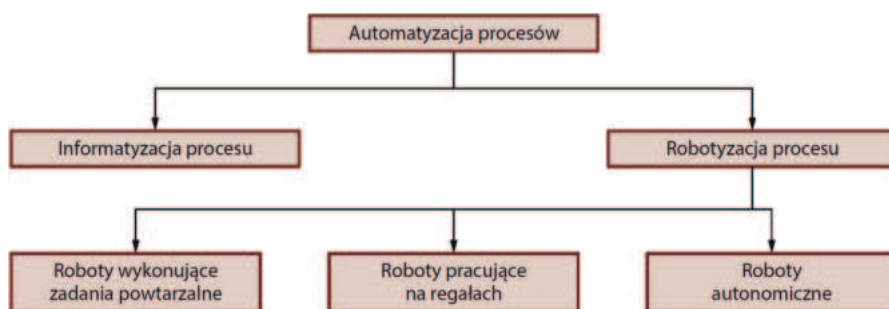 Automatyzacja procesów
Informatyzacja procesu
Robotyzacja procesu
Roboty wykonujące
zadania powtarzalne
Roboty pracujące
na regałach
Roboty
autonomiczne